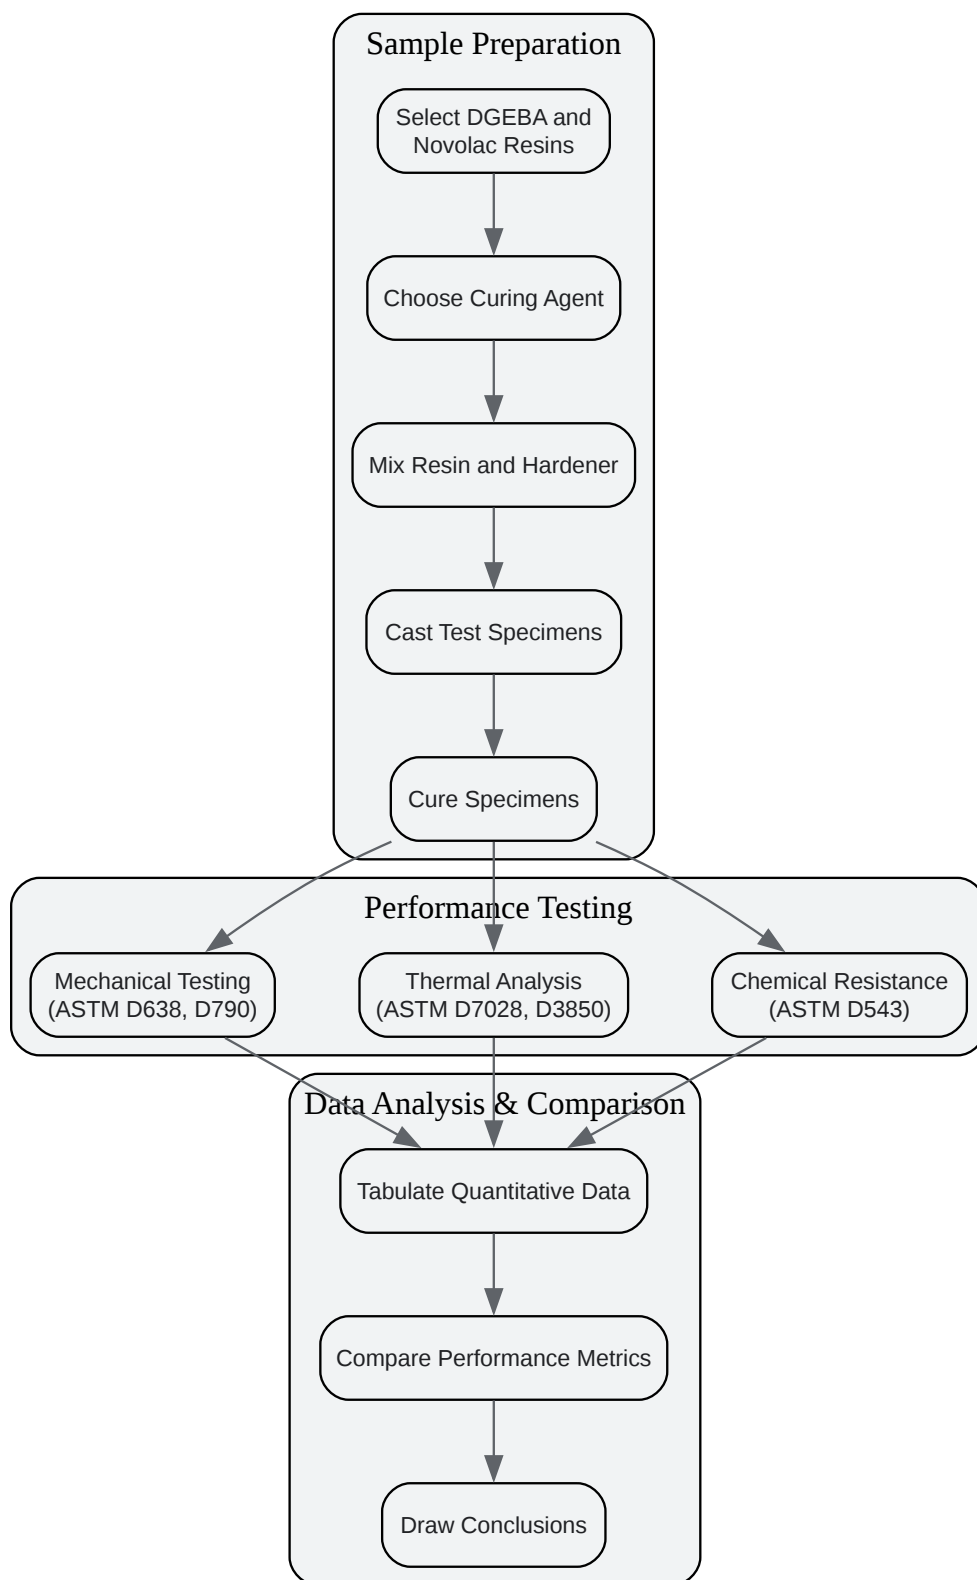 Sample Preparation
Select DGEBA and
Novolac Resins
Choose Curing Agent
Mix Resin and Hardener
Cast Test Specimens
Cure Specimens
Performance Testing
Mechanical Testing
(ASTM D638, D790)
Thermal Analysis
(ASTM D7028, D3850)
Chemical Resistance
(ASTM D543)
Data Analysis & Comparison
Tabulate Quantitative Data
Compare Performance Metrics
Draw Conclusions